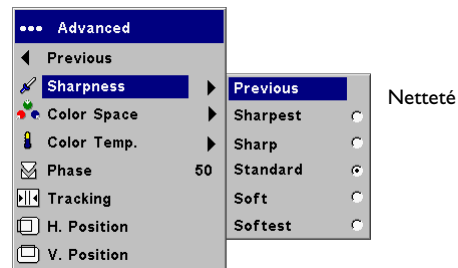 ••• Advanced
Previous
Sharpness
Color Space
Color Temp.
Phase 50
Tracking
H. Position
V. Position
Previous
Sharpest
Sharp
Standard
Soft
Softest
Netteté